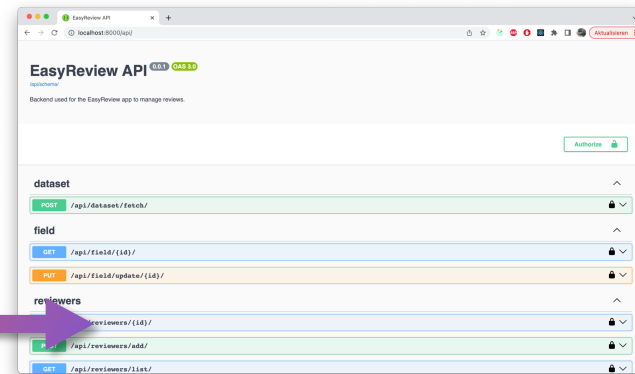 EasyReview API
localhost:8000/api/
Aktualisieren
EasyReview API 0.0.1 OAS 3.0
/api/schema/
Backend used for the EasyReview app to manage reviews.
Authorize
dataset
POST /api/dataset/fetch/
field
GET /api/field/{id}/
PUT /api/field/update/{id}/
reviewers
/reviewers/{id}/
/api/reviewers/add/
GET /api/reviewers/list/